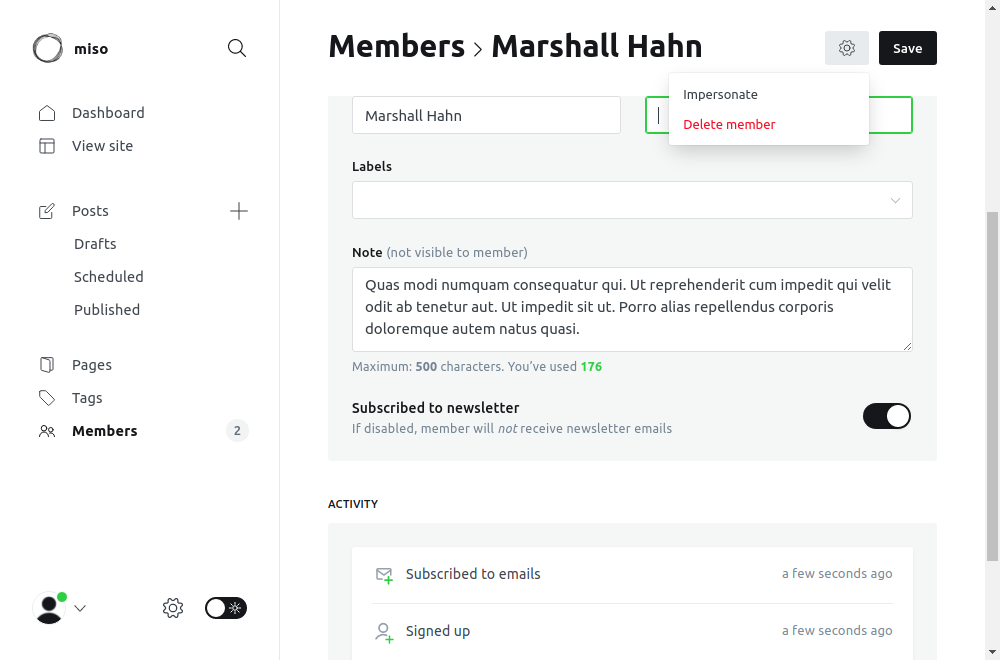 miso
Dashboard
View site
Posts
Drafts
Scheduled
Published
Pages
Tags
Members 2
Members Marshall Hahn
Save
Impersonate
Delete member
Marshall Hahn
Labels
Note (not visible to member)
Quas modi numquam consequatur qui. Ut reprehenderit cum impedit qui velit
odit ab tenetur aut. Ut impedit sit ut. Porro alias repellendus corporis
doloremque autem natus quasi.
Maximum: 500 characters. You've used 176
Subscribed to newsletter
If disabled, member will not receive newsletter emails
ACTIVITY
Subscribed to emails a few seconds ago
Signed up a few seconds ago